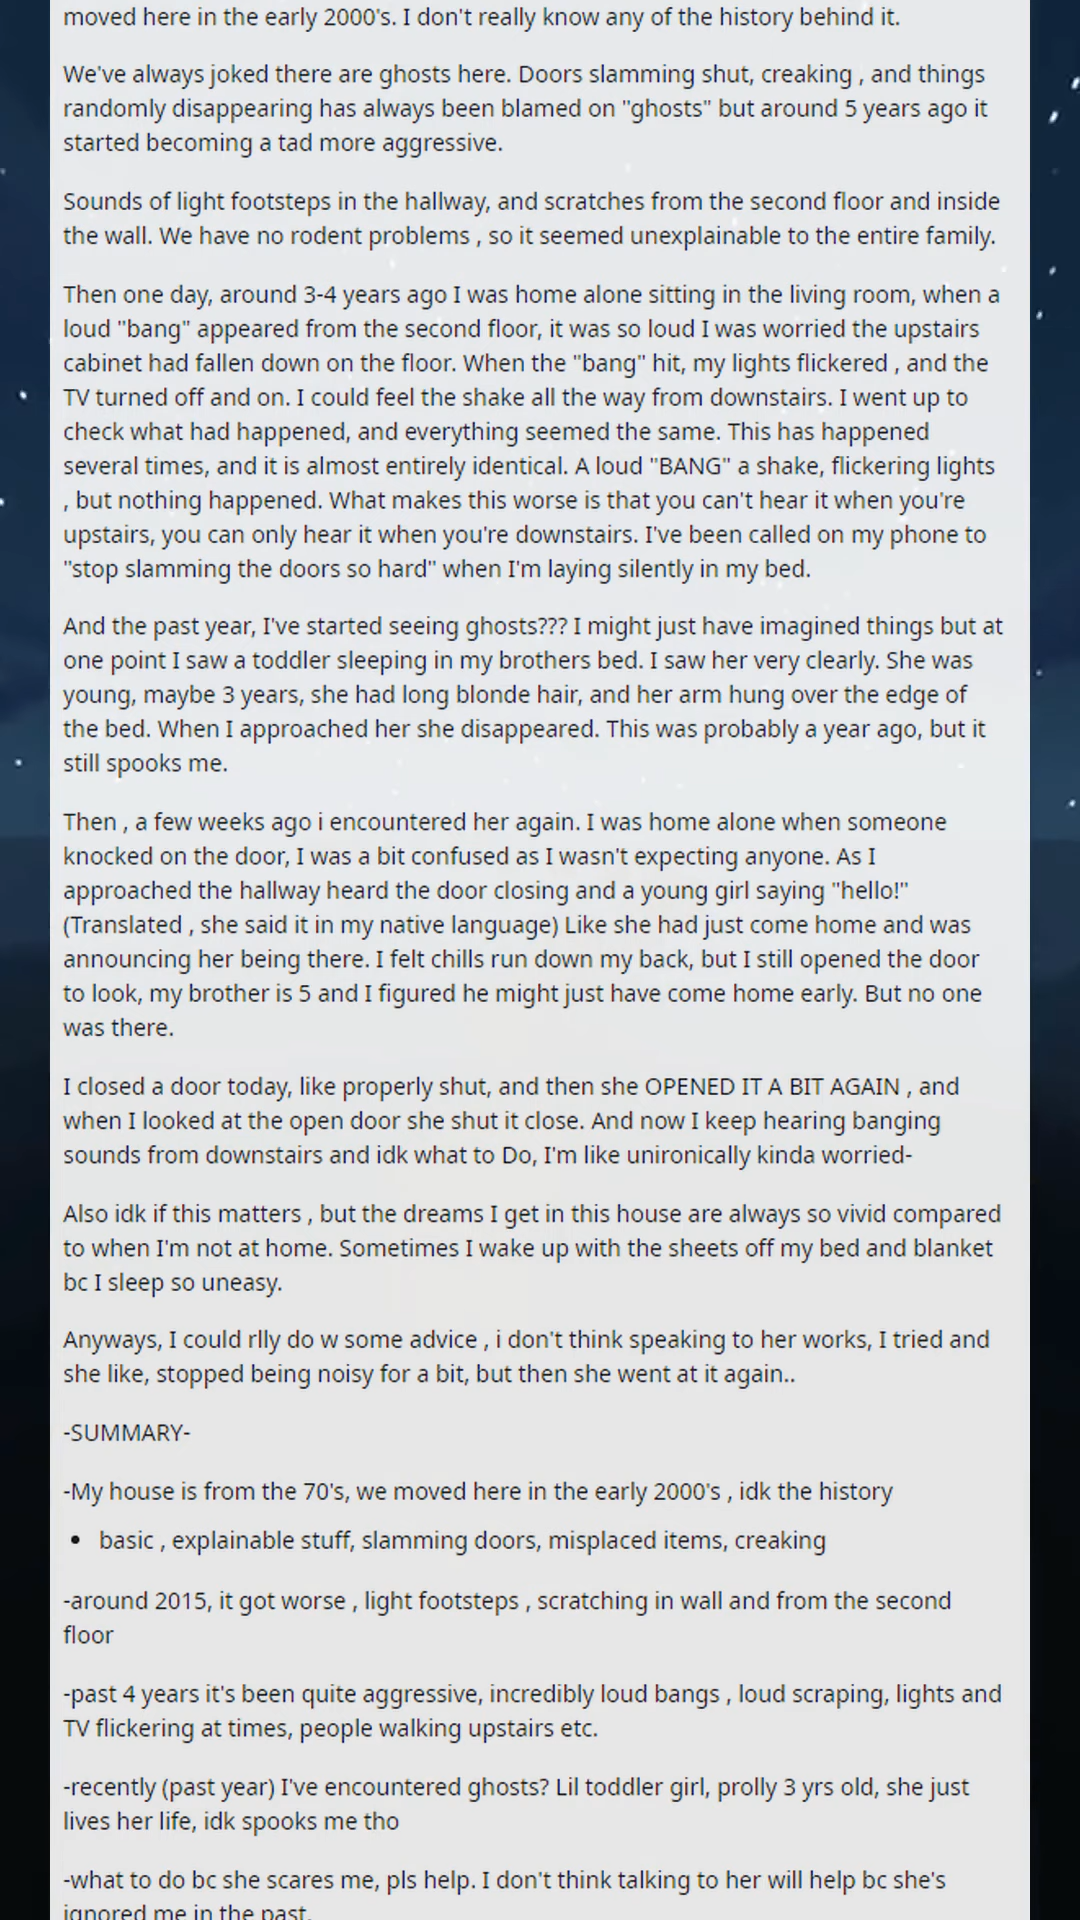 moved here in the early 2000's. I don't really know any of the history behind it.
We've always joked there are ghosts here. Doors slamming shut, creaking , and things
randomly disappearing has always been blamed on "ghosts" but around 5 years ago it
started becoming a tad more aggressive.
Sounds of light footsteps in the hallway, and scratches from the second floor and inside
the wall. We have no rodent problems , so it seemed unexplainable to the entire family.
Then one day, around 3-4 years ago I was home alone sitting in the living room, when a
loud "bang" appeared from the second floor, it was so loud I was worried the upstairs
cabinet had fallen down on the floor. When the "bang" hit, my lights flickered , and the
TV turned off and on. I could feel the shake all the way from downstairs. I went up to
check what had happened, and everything seemed the same. This has happened
several times, and it is almost entirely identical. A loud "BANG" a shake, flickering lights
, but nothing happened. What makes this worse is that you can't hear it when you're
upstairs, you can only hear it when you're downstairs. I've been called on my phone to
"stop slamming the doors so hard" when I'm laying silently in my bed.
And the past year, I've started seeing ghosts??? I might just have imagined things but at
one point I saw a toddler sleeping in my brothers bed. I saw her very clearly. She was
young, maybe 3 years, she had long blonde hair, and her arm hung over the edge of
the bed. When I approached her she disappeared. This was probably a year ago, but it
still spooks me.
Then , a few weeks ago i encountered her again. I was home alone when someone
knocked on the door, I was a bit confused as I wasn't expecting anyone. As I
approached the hallway heard the door closing and a young girl saying "hello!"
(Translated , she said it in my native language) Like she had just come home and was
announcing her being there. I felt chills run down my back, but I still opened the door
to look, my brother is 5 and I figured he might just have come home early. But no one
was there.
I closed a door today, like properly shut, and then she OPENED IT A BIT AGAIN , and
when I looked at the open door she shut it close. And now I keep hearing banging
sounds from downstairs and idk what to Do, I'm like unironically kinda worried-
Also idk if this matters , but the dreams I get in this house are always so vivid compared
to when I'm not at home. Sometimes I wake up with the sheets off my bed and blanket
bc I sleep so uneasy.
Anyways, I could rlly do w some advice , i don't think speaking to her works, I tried and
she like, stopped being noisy for a bit, but then she went at it again..
-SUMMARY-
-My house is from the 70's, we moved here in the early 2000's , idk the history
• basic , explainable stuff, slamming doors, misplaced items, creaking
-around 2015, it got worse , light footsteps , scratching in wall and from the second
floor
-past 4 years it's been quite aggressive, incredibly loud bangs , loud scraping, lights and
TV flickering at times, people walking upstairs etc.
-recently (past year) I've encountered ghosts? Lil toddler girl, prolly 3 yrs old, she just
lives her life, idk spooks me tho
-what to do bc she scares me, pls help. I don't think talking to her will help bc she's
ignored me in the past.